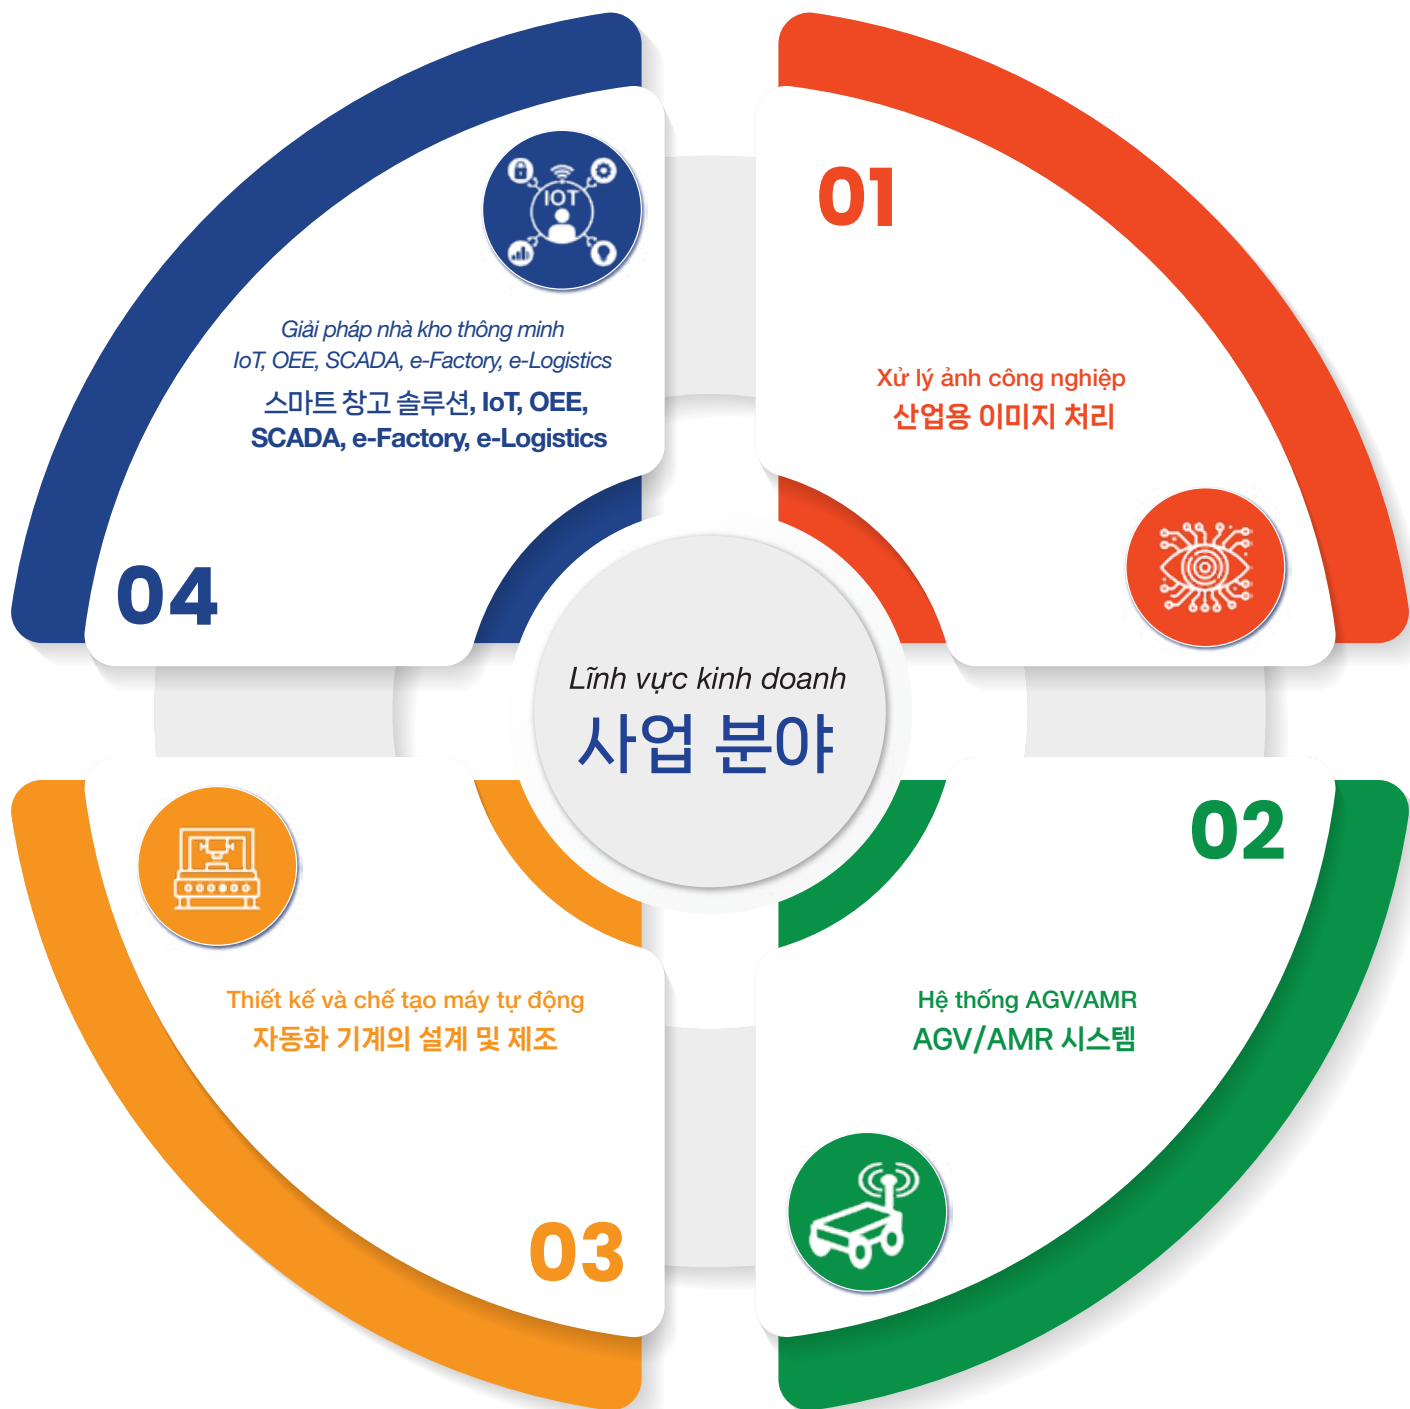 IOT
Giải pháp nhà kho thông minh
IoT, OEE, SCADA, e-Factory, e-Logistics
스마트 창고 솔루션, IoT, OEE,
SCADA, e-Factory, e-Logistics
04
01
Xử lý ảnh công nghiệp
산업용 이미지 처리
Lĩnh vực kinh doanh
사업 분야
Thiết kế và chế tạo máy tự động
자동화 기계의 설계 및 제조
03
02
Hệ thống AGV/AMR
AGV/AMR 시스템